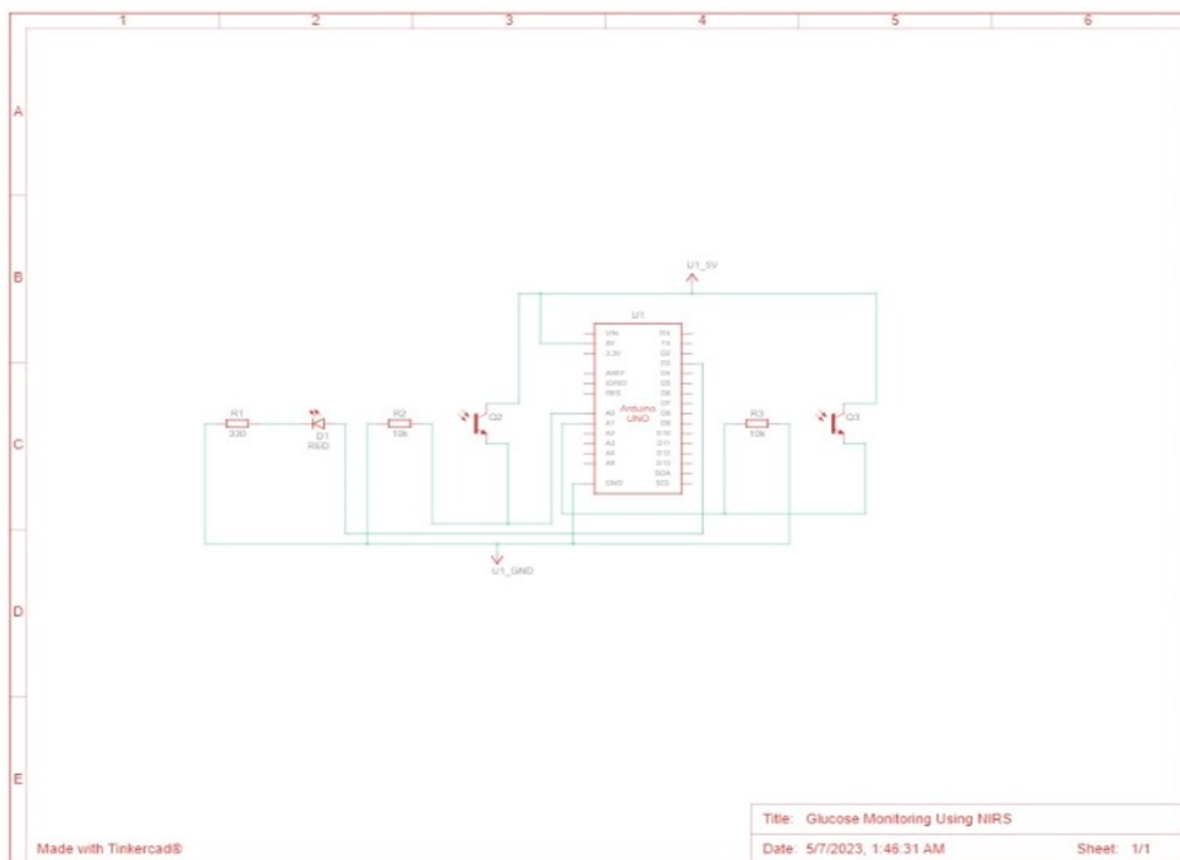 1 2 3 4 5 6
A
B
C
D
E
U1_5V
U1
VIN
5V
3.3V
AREF
IOREF
RES
A0
A1
A2
A3
A4
A5
GND
RX
TX
D2
D3
D4
D5
D6
D7
D8
D9
D10
D11
D12
D13
SDA
SCL
Arduino
UNO
R1
330
D1
RED
R2
10k
Q2
R3
10k
Q3
U1_GND
Title: Glucose Monitoring Using NIRS
Made with Tinkercad®
Date: 5/7/2023, 1:46:31 AM Sheet: 1/1